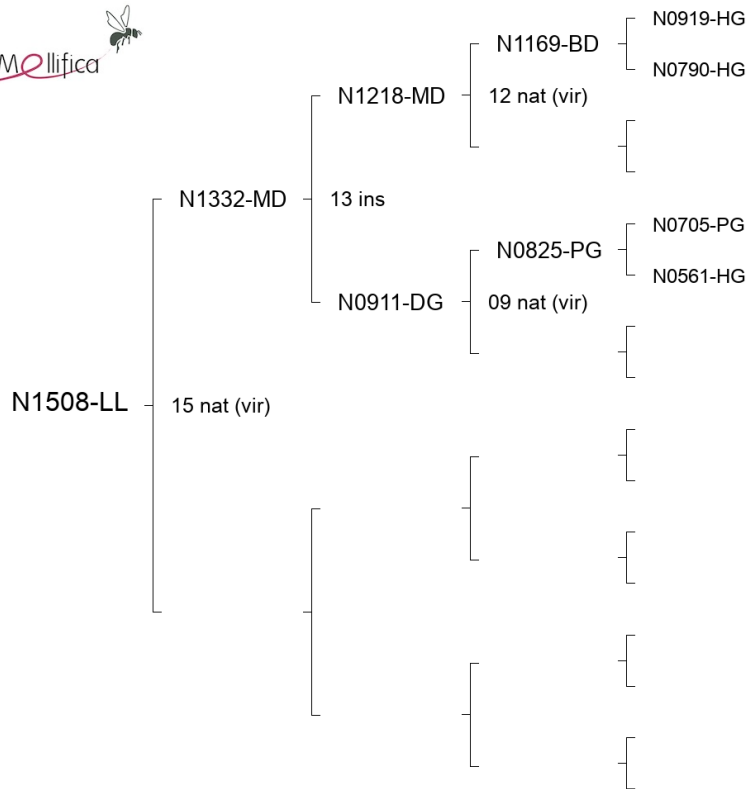 Mellifica
N0919-HG
N1169-BD
N0790-HG
N1218-MD
12 nat (vir)
N1332-MD
13 ins
N0705-PG
N0825-PG
N0561-HG
N0911-DG
09 nat (vir)
N1508-LL
15 nat (vir)